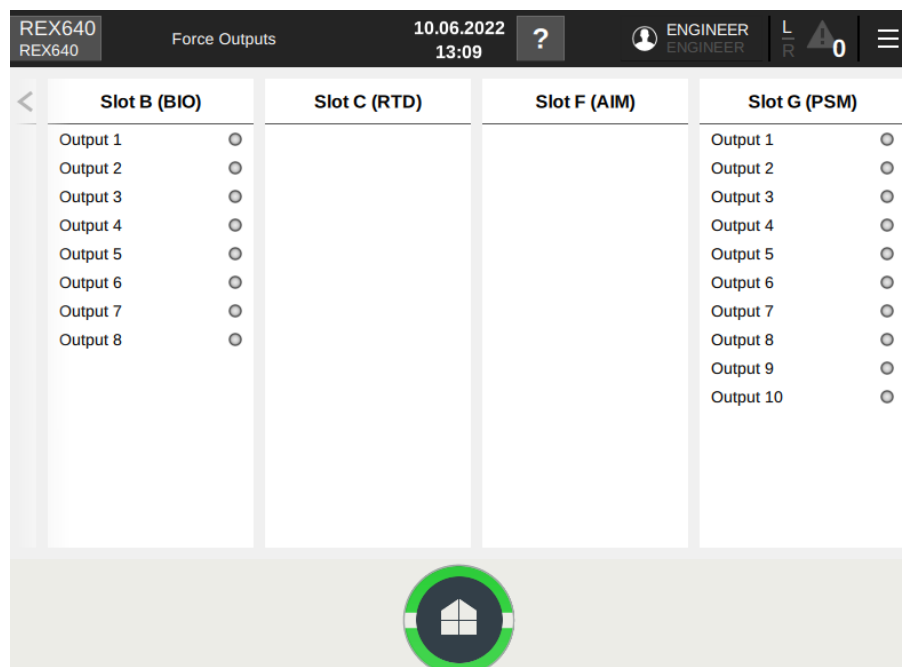 REX640
REX640
Force Outputs
10.06.2022
13:09
?
ENGINEER
ENGINEER
L
R
0
Slot B (BIO)
Output 1
Output 2
Output 3
Output 4
Output 5
Output 6
Output 7
Output 8
Slot C (RTD)
Slot F (AIM)
Slot G (PSM)
Output 1
Output 2
Output 3
Output 4
Output 5
Output 6
Output 7
Output 8
Output 9
Output 10